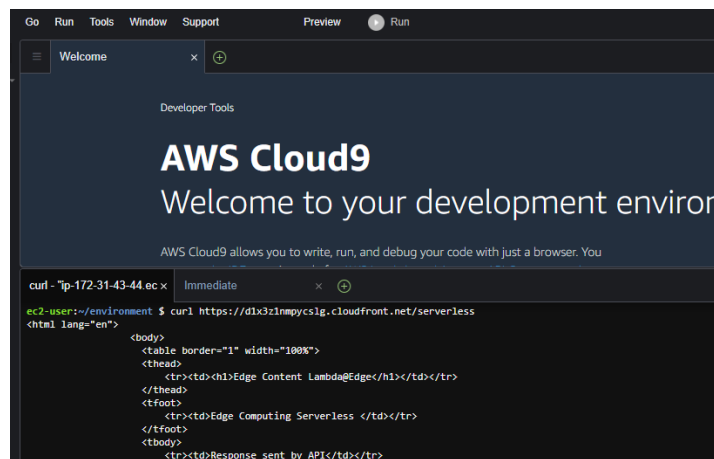 Go Run Tools Window Support Preview Run
Welcome
Developer Tools
AWS Cloud9
Welcome to your development environ
AWS Cloud9 allows you to write, run, and debug your code with just a browser. You
curl - "ip-172-31-43-44.ec × Immediate ×
ec2-user:~/environment $ curl https://d1x3z1nmpycslg.cloudfront.net/serverless
<html lang="en">
<body>
<table border="1" width="100%">
<thead>
<tr><td><h1>Edge Content Lambda@Edge</h1></td></tr>
</thead>
<tfoot>
<tr><td>Edge Computing Serverless </td></tr>
</tfoot>
<tbody>
<tr><td>Response sent by API</td></tr>